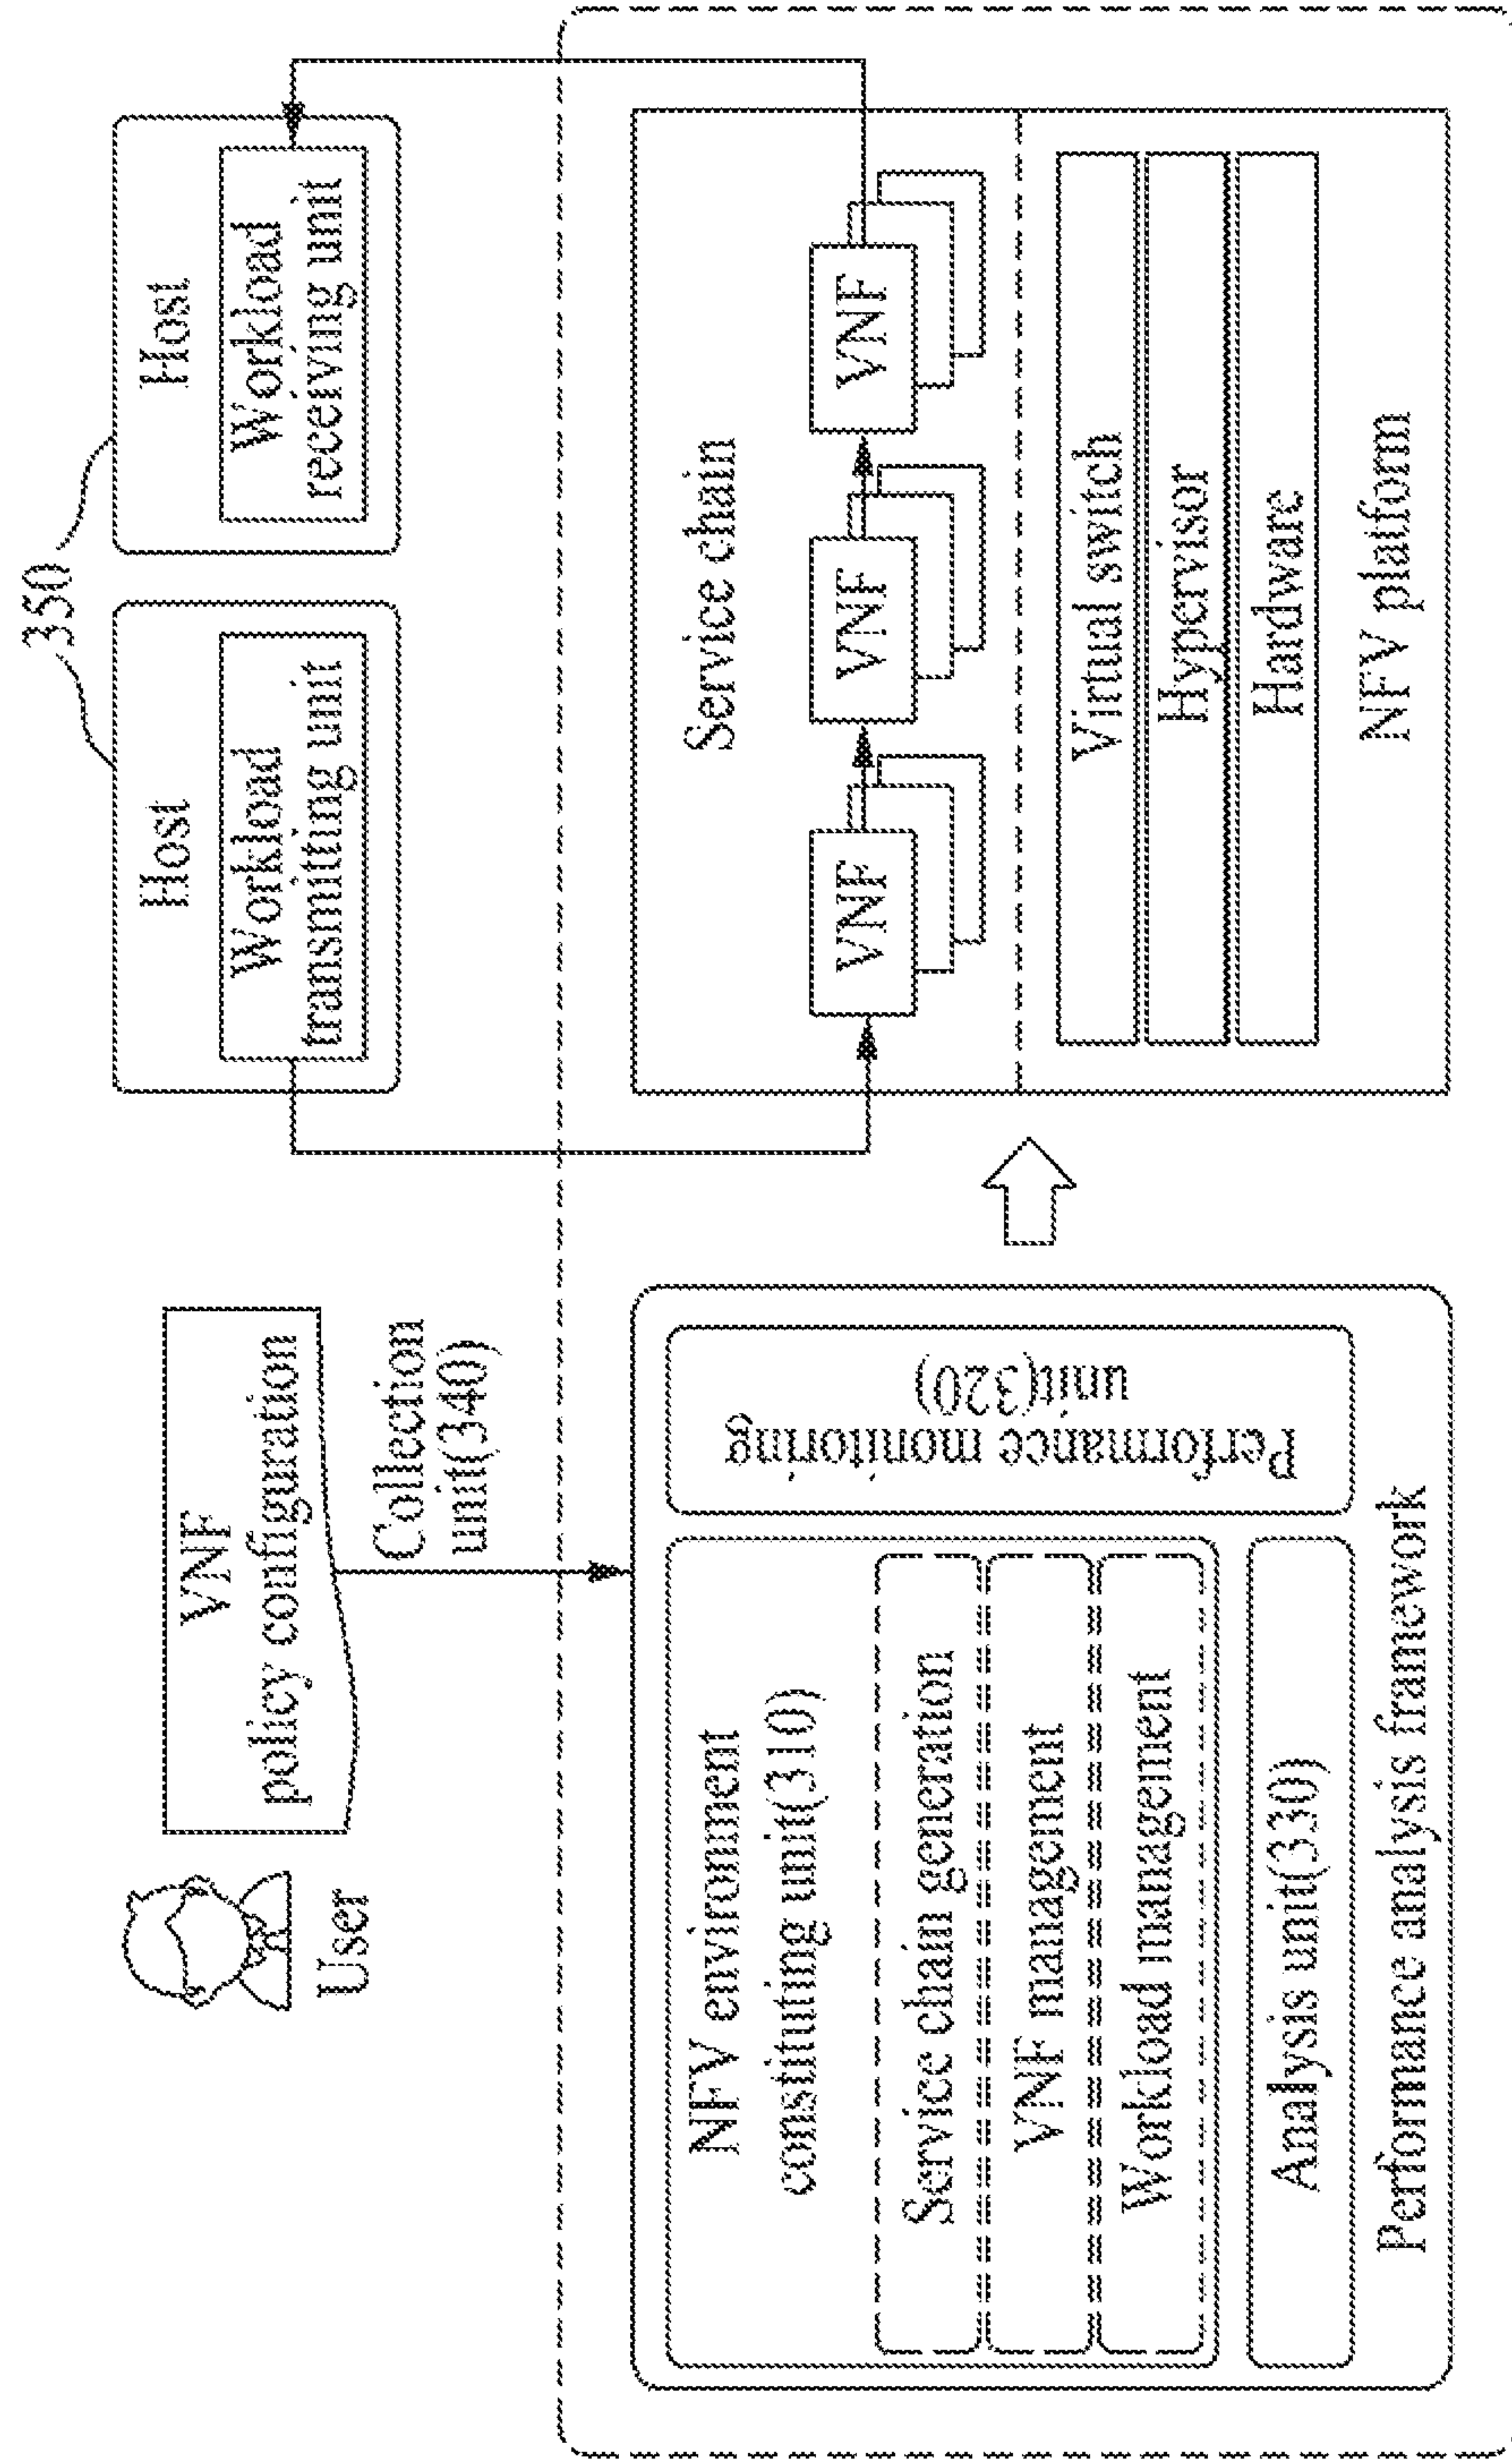 User
VNF
policy configuration
Collection
unit(340)
350
Host
Workload
transmitting unit
Host
Workload
receiving unit
NFV environment
constituting unit(310)
Service chain generation
VNF management
Workload management
Performance monitoring
unit(320)
Analysis unit(330)
Performance analysis framework
Service chain
VNF
VNF
VNF
Virtual switch
Hypervisor
Hardware
NFV platform